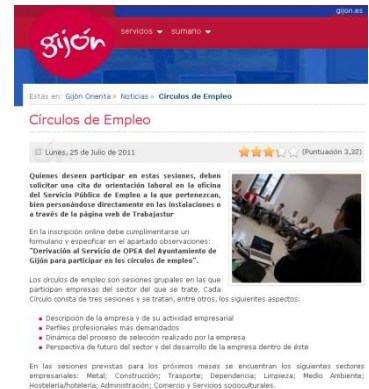 gijon.es
gijón
servicios sumario
Estás en: Gijón Orienta > Noticias > Círculos de Empleo
Círculos de Empleo
Lunes, 25 de Julio de 2011 (Puntuación 3,32)
Quienes deseen participar en estas sesiones, deben
solicitar una cita de orientación laboral en la oficina
del Servicio Público de Empleo a la que pertenezcan,
bien personándose directamente en las instalaciones o
a través de la página web de Trabajastur
En la inscripción online debe cumplimentarse un
formulario y especificar en el apartado observaciones:
"Derivación al Servicio de OPEA del Ayuntamiento de
Gijón para participar en los círculos de empleo".
Los círculos de empleo son sesiones grupales en las que
participan empresas del sector del que se trate. Cada
Círculo consta de tres sesiones y se tratan, entre otros, los siguientes aspectos:
Descripción de la empresa y de su actividad empresarial
Perfiles profesionales más demandados
Dinámica del proceso de selección realizado por la empresa
Perspectiva de futuro del sector y del desarrollo de la empresa dentro de éste
En las sesiones previstas para los próximos meses se encuentran los siguientes sectores
empresariales: Metal; Construcción; Trasporte; Dependencia; Limpieza; Medio Ambiente;
Hostelería/hotelería; Administración; Comercio y Servicios socioculturales.